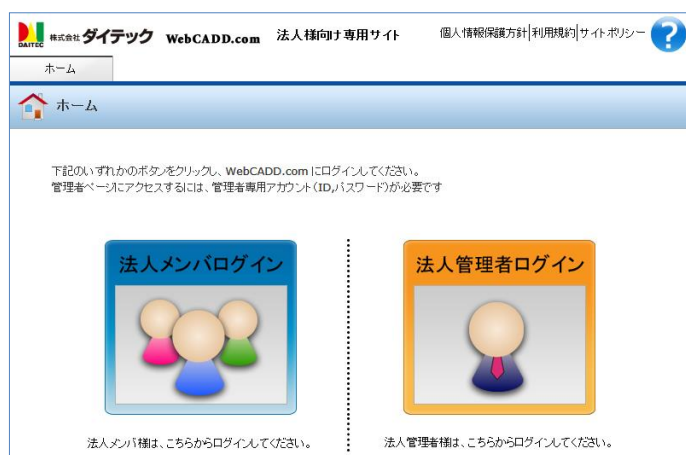 DAITEC 株式会社 ダイテック WebCADD.com 法人様向け専用サイト 個人情報保護方針|利用規約|サイトポリシー ?
ホーム
ホーム
下記のいずれかのボタンをクリックし、WebCADD.com にログインしてください。
管理者ページにアクセスするには、管理者専用アカウント(ID,パスワード)が必要です
法人メンバログイン
法人管理者ログイン
法人メンバ様は、こちらからログインしてください。
法人管理者様は、こちらからログインしてください。